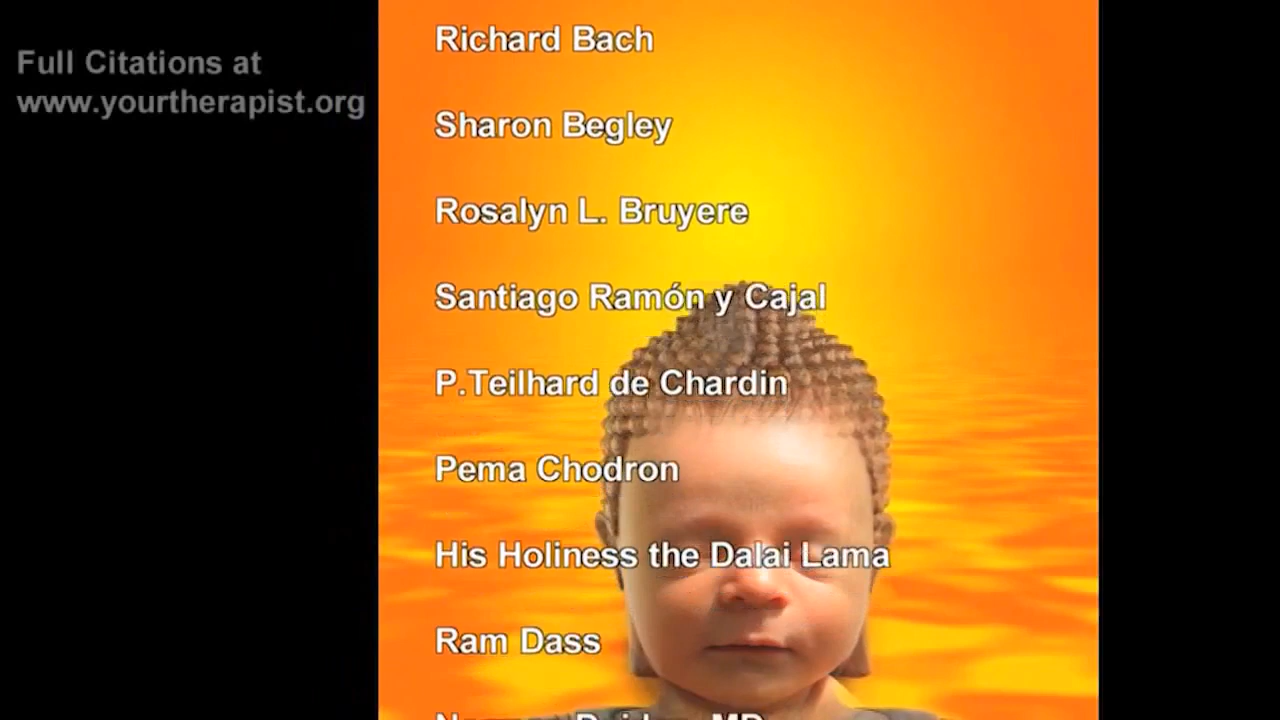 Full Citations at
www.yourtherapist.org
Richard Bach
Sharon Begley
Rosalyn L. Bruyere
Santiago Ramón y Cajal
P.Teilhard de Chardin
Pema Chodron
His Holiness the Dalai Lama
Ram Dass